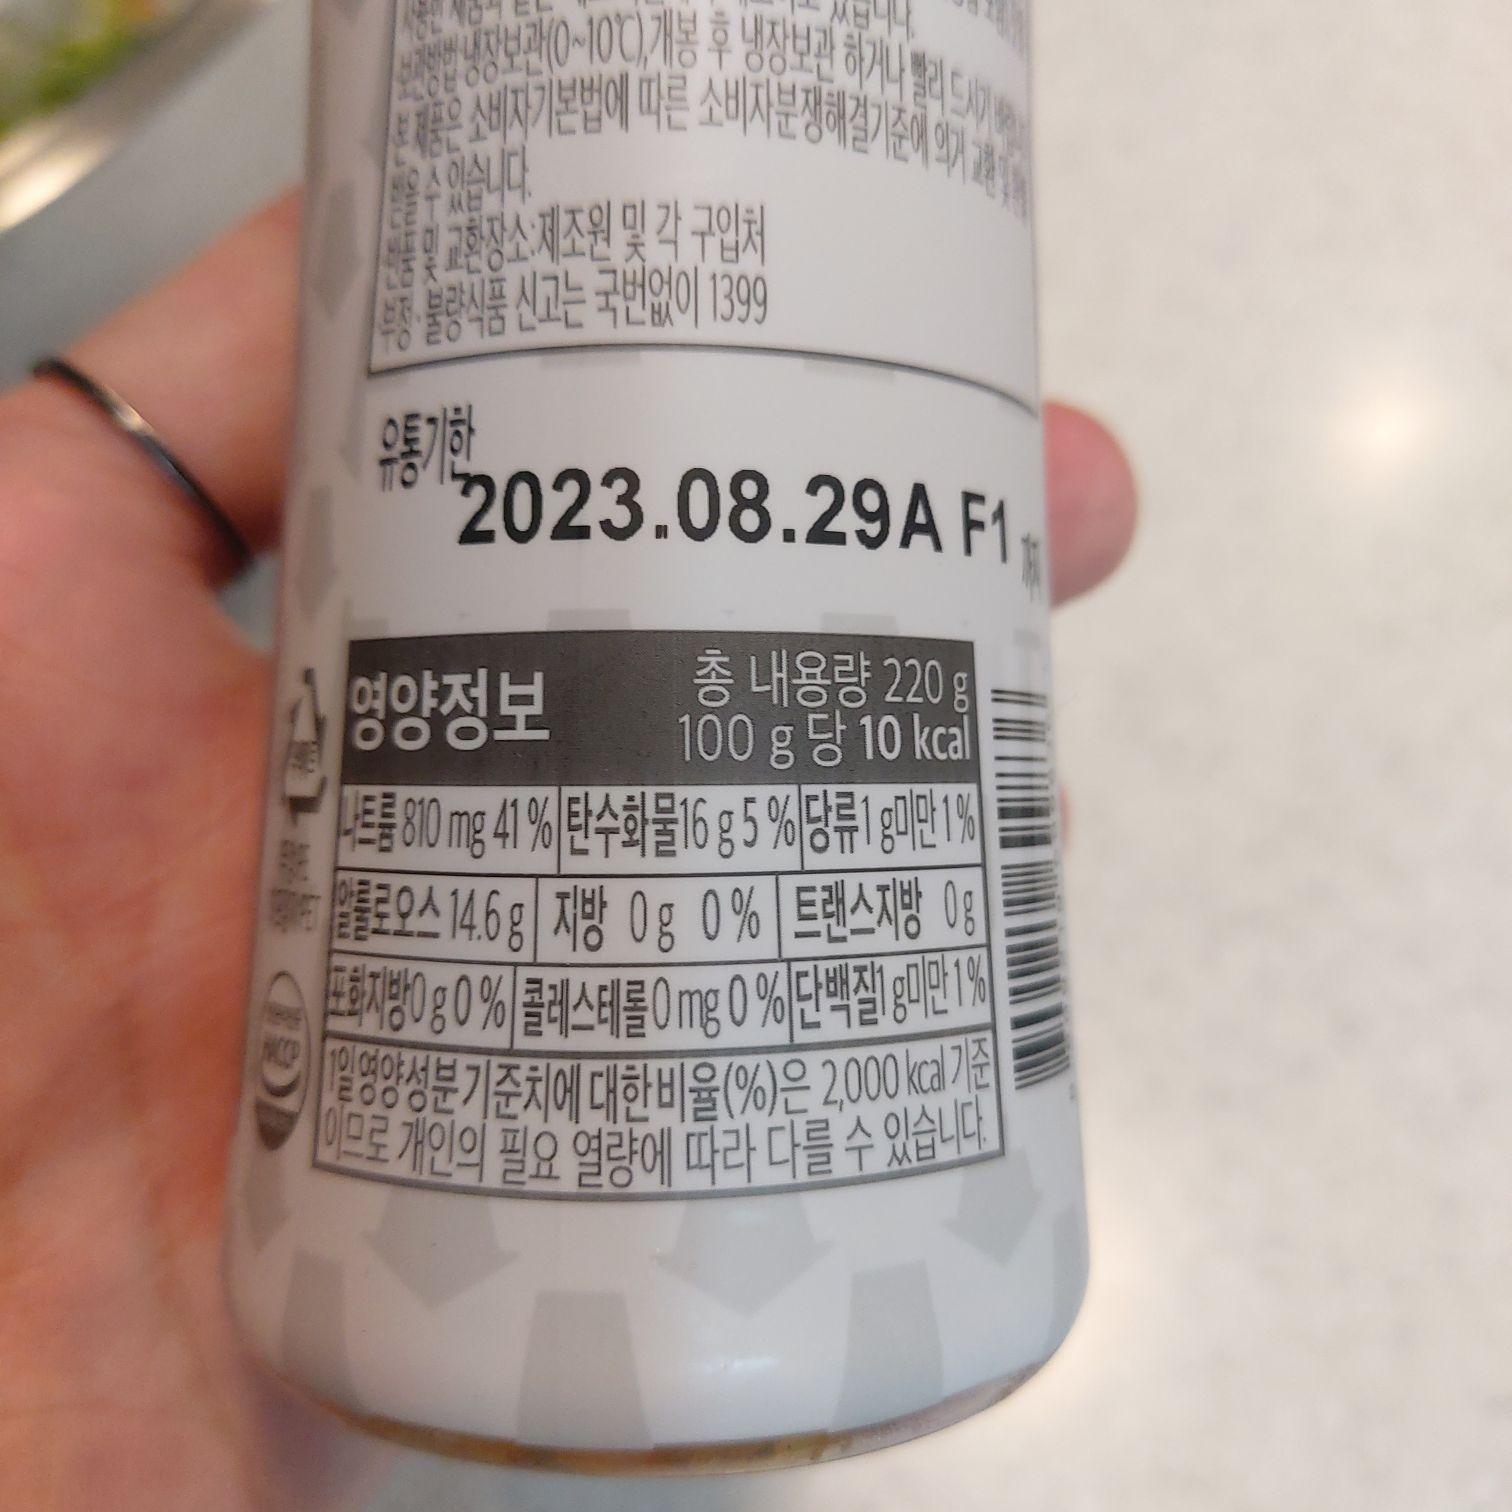 있습니다.
보관방법:냉장보관(0~10℃),개봉 후 냉장보관 하거나 빨리 드시기
본 제품은 소비자기본법에 따른 소비자분쟁해결기준에 의거 교환 및
받을 수 있습니다.
반품 및 교환장소:제조원 및 각 구입처
부정·불량식품 신고는 국번없이 1399
유통기한
2023.08.29A F1
까지
영양정보
총 내용량 220 g
100 g 당 10 kcal
나트륨 810 mg 41 % 탄수화물 16 g 5 % 당류 1 g미만 1 %
알룰로오스 14.6 g 지방 0 g 0 % 트랜스지방 0 g
포화지방 0 g 0 % 콜레스테롤 0 mg 0 % 단백질 1 g미만 1 %
1일 영양성분 기준치에 대한 비율(%)은 2,000 kcal 기준
이므로 개인의 필요 열량에 따라 다를 수 있습니다.
HACCP